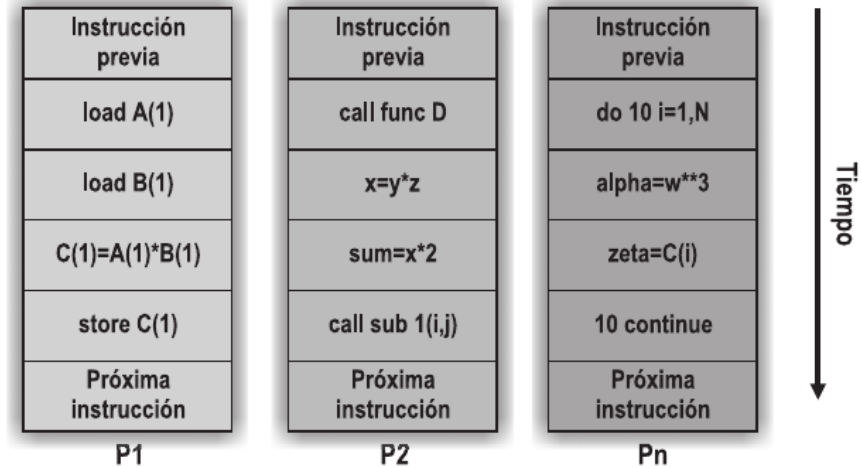 Instrucción
previa
load A(1)
load B(1)
C(1)=A(1)*B(1)
store C(1)
Próxima
instrucción
P1
Instrucción
previa
call func D
x=y*z
sum=x*2
call sub 1(i,j)
Próxima
instrucción
P2
Instrucción
previa
do 10 i=1,N
alpha=w**3
zeta=C(i)
10 continue
Próxima
instrucción
Pn
Tiempo